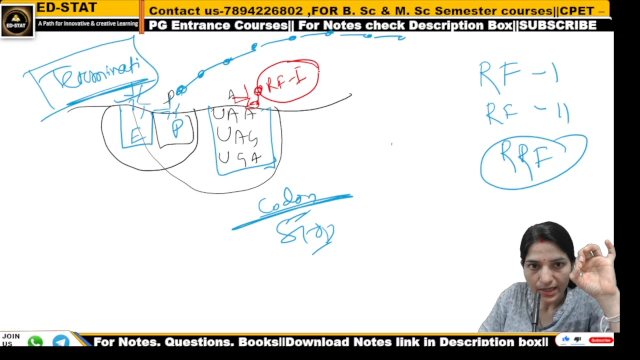 ED-STAT
A Path for Innovative & creative Learning
Contact us-7894226802 ,FOR B. Sc & M. Sc Semester courses||CPET –
PG Entrance Courses||For Notes check Description Box||SUBSCRIBE
Terminati
P
A
RF-I
E
P
UAA
UAG
UGA
Codon
Stop
RF-I
RF-II
RRF
JOIN US
For Notes. Questions. Books||Download Notes link in Description box||